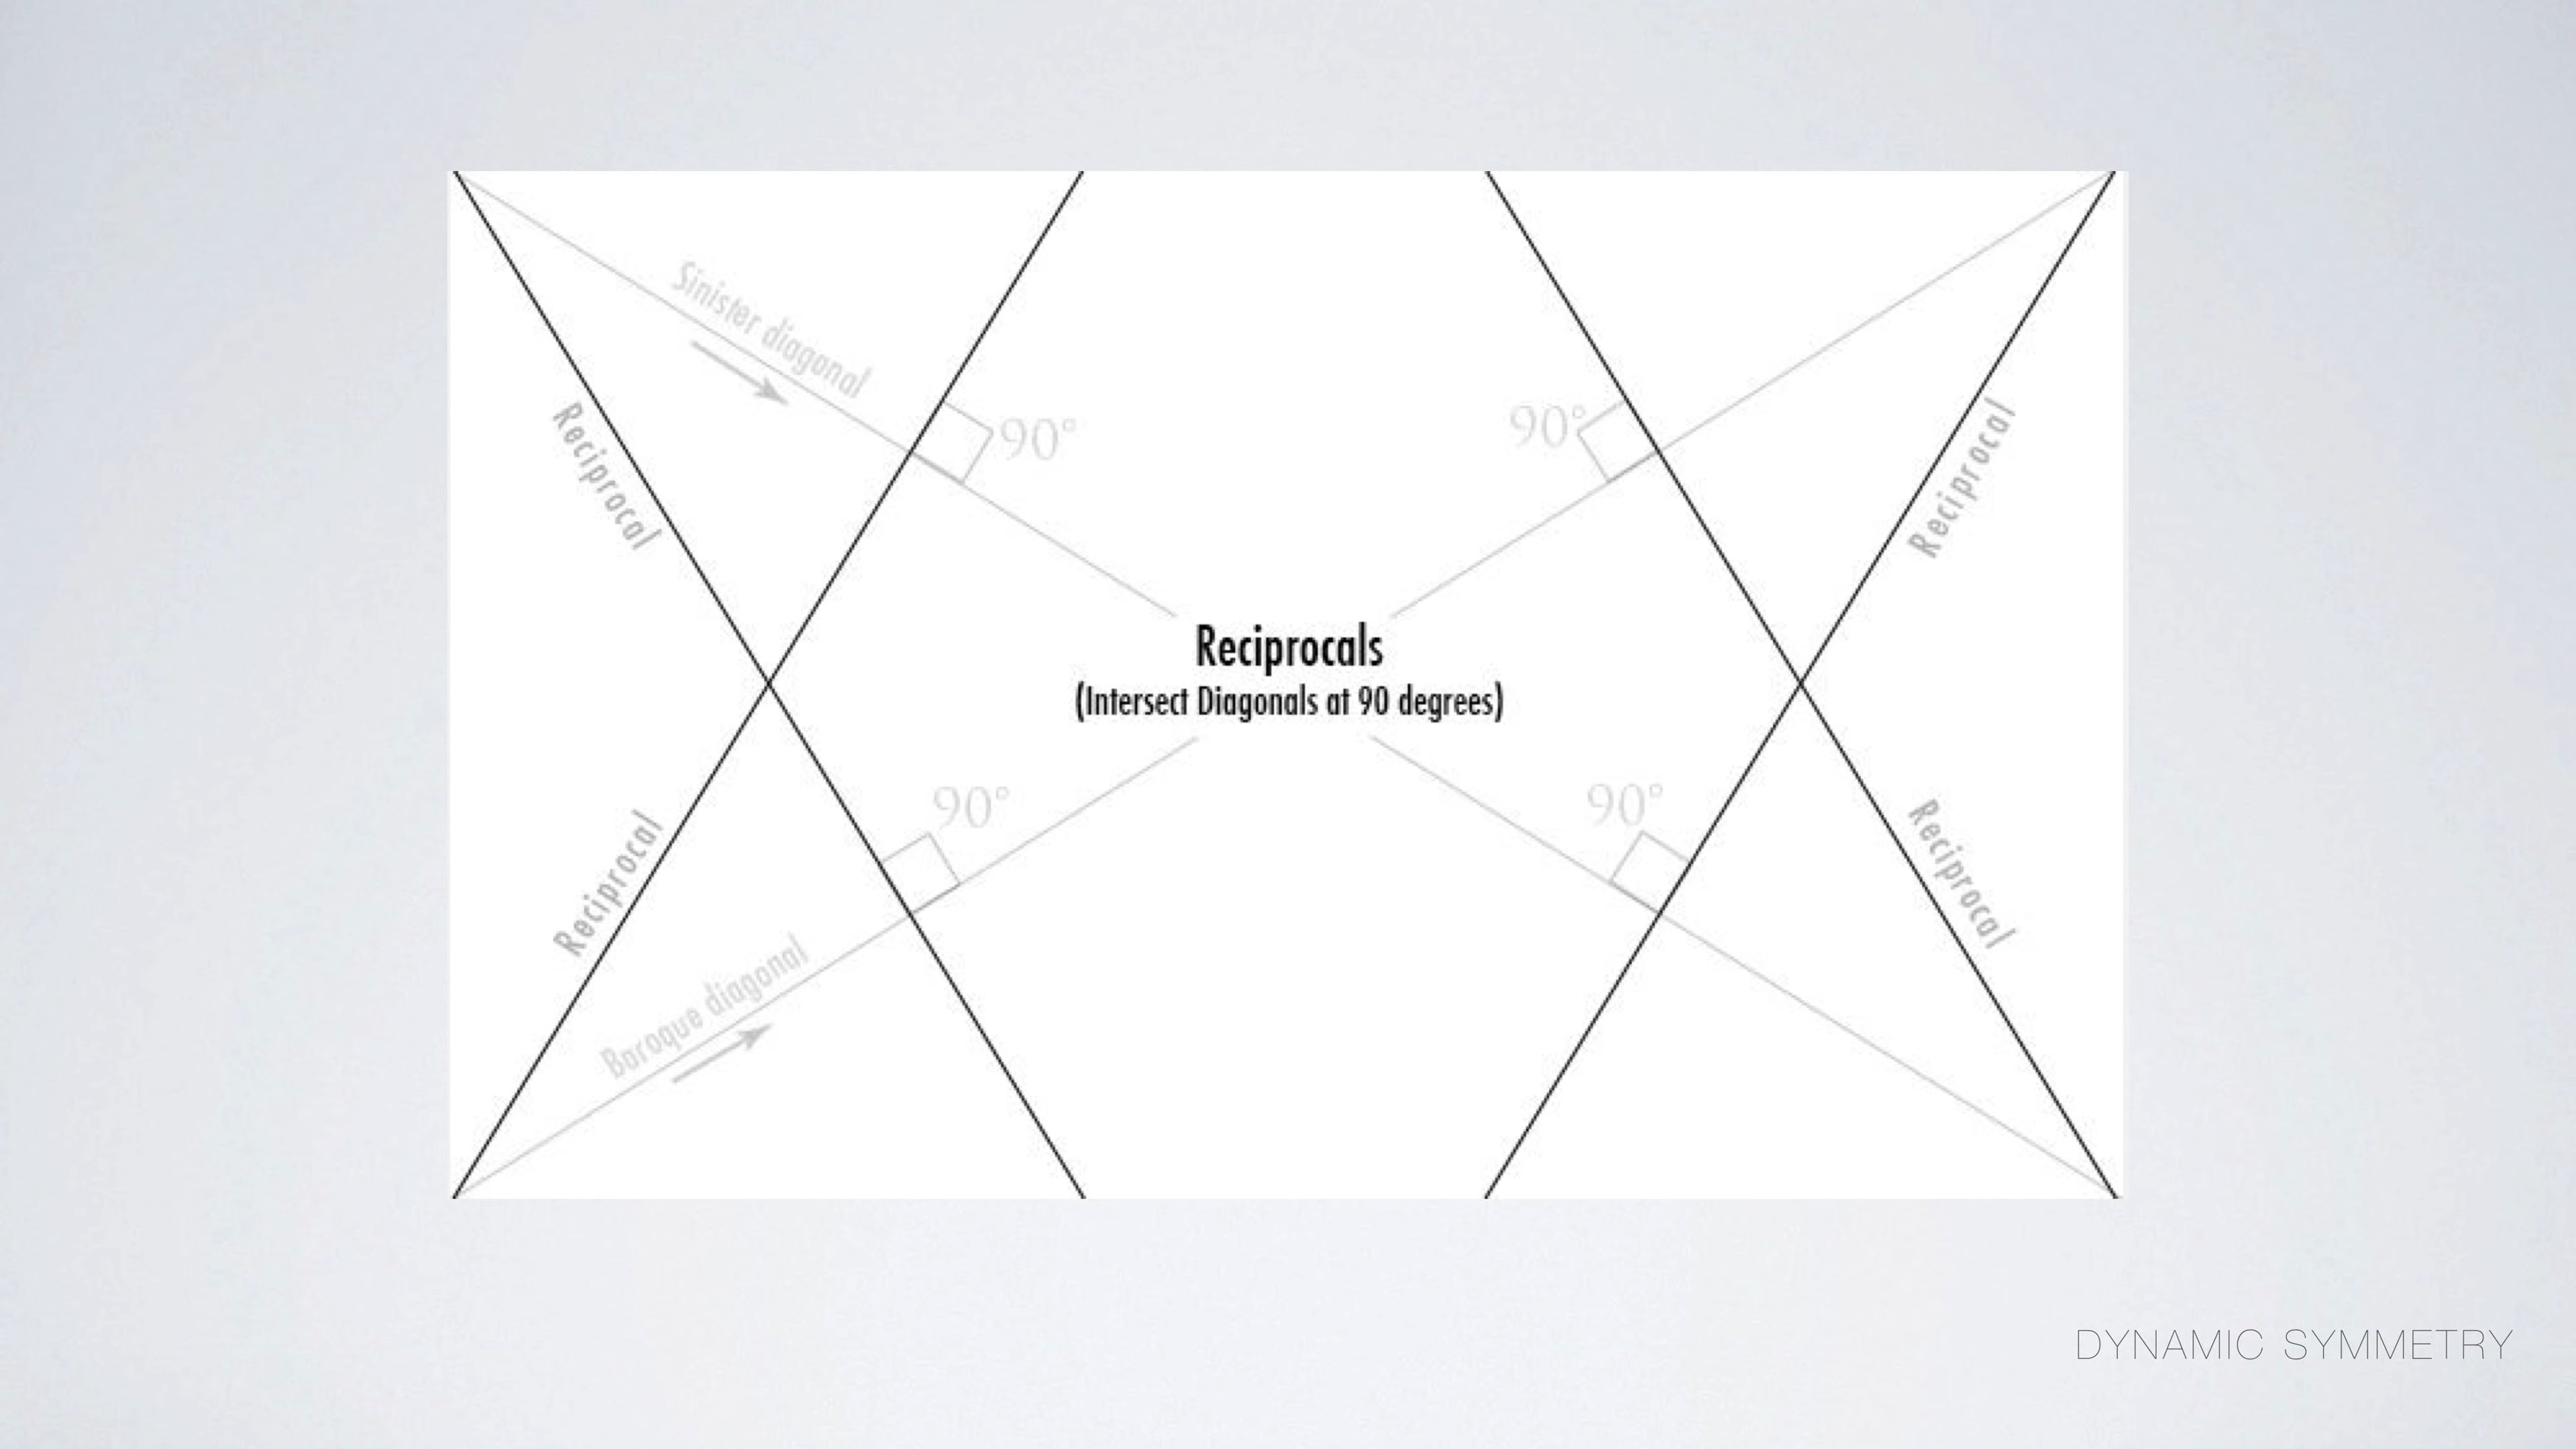 Sinister diagonal
Reciprocal
90°
90°
Reciprocal
Reciprocals
(Intersect Diagonals at 90 degrees)
90°
90°
Reciprocal
Reciprocal
Baroque diagonal
DYNAMIC SYMMETRY